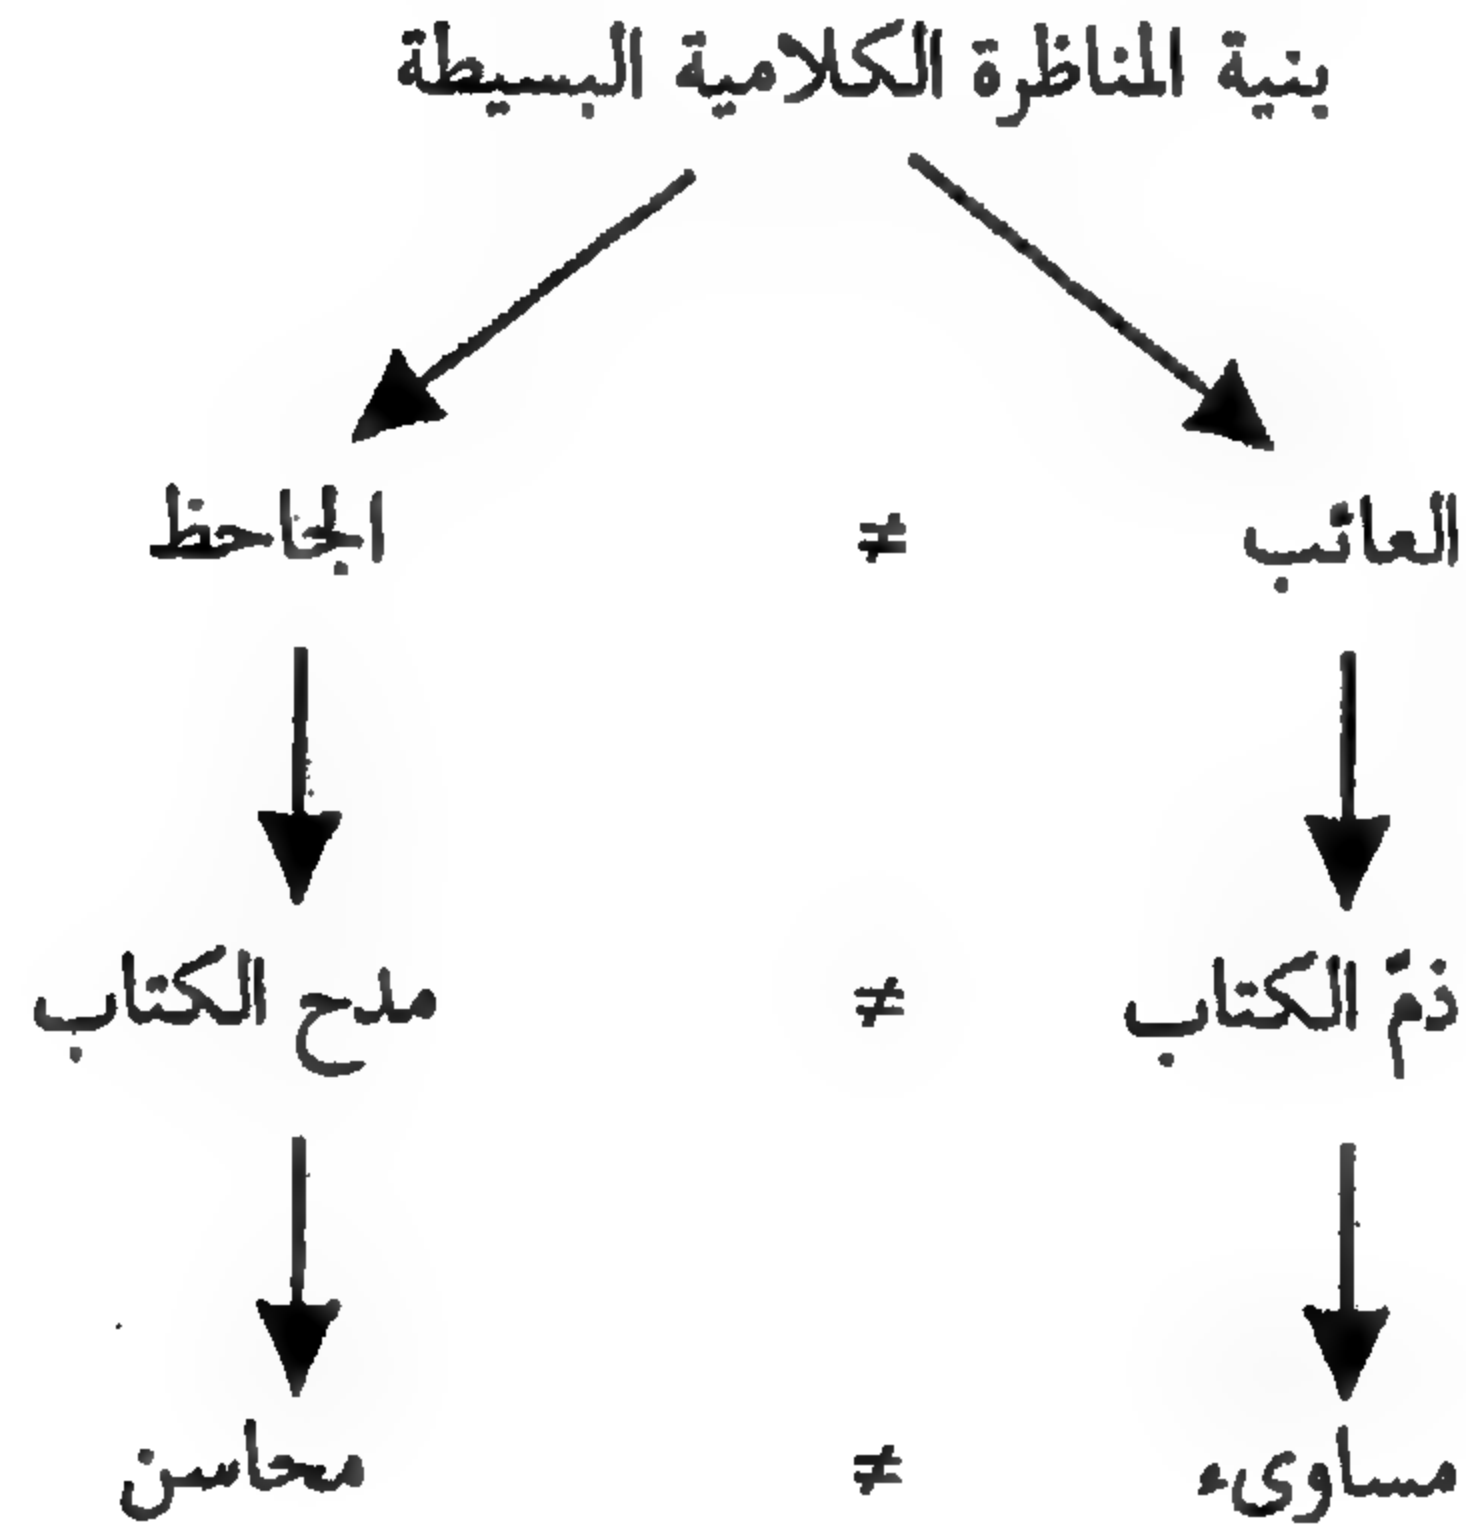 بنية المناظرة الكلامية البسيطة
العائب ≠ الجاحظ
ذمّ الكتاب ≠ مدح الكتاب
مساوىء ≠ محاسن